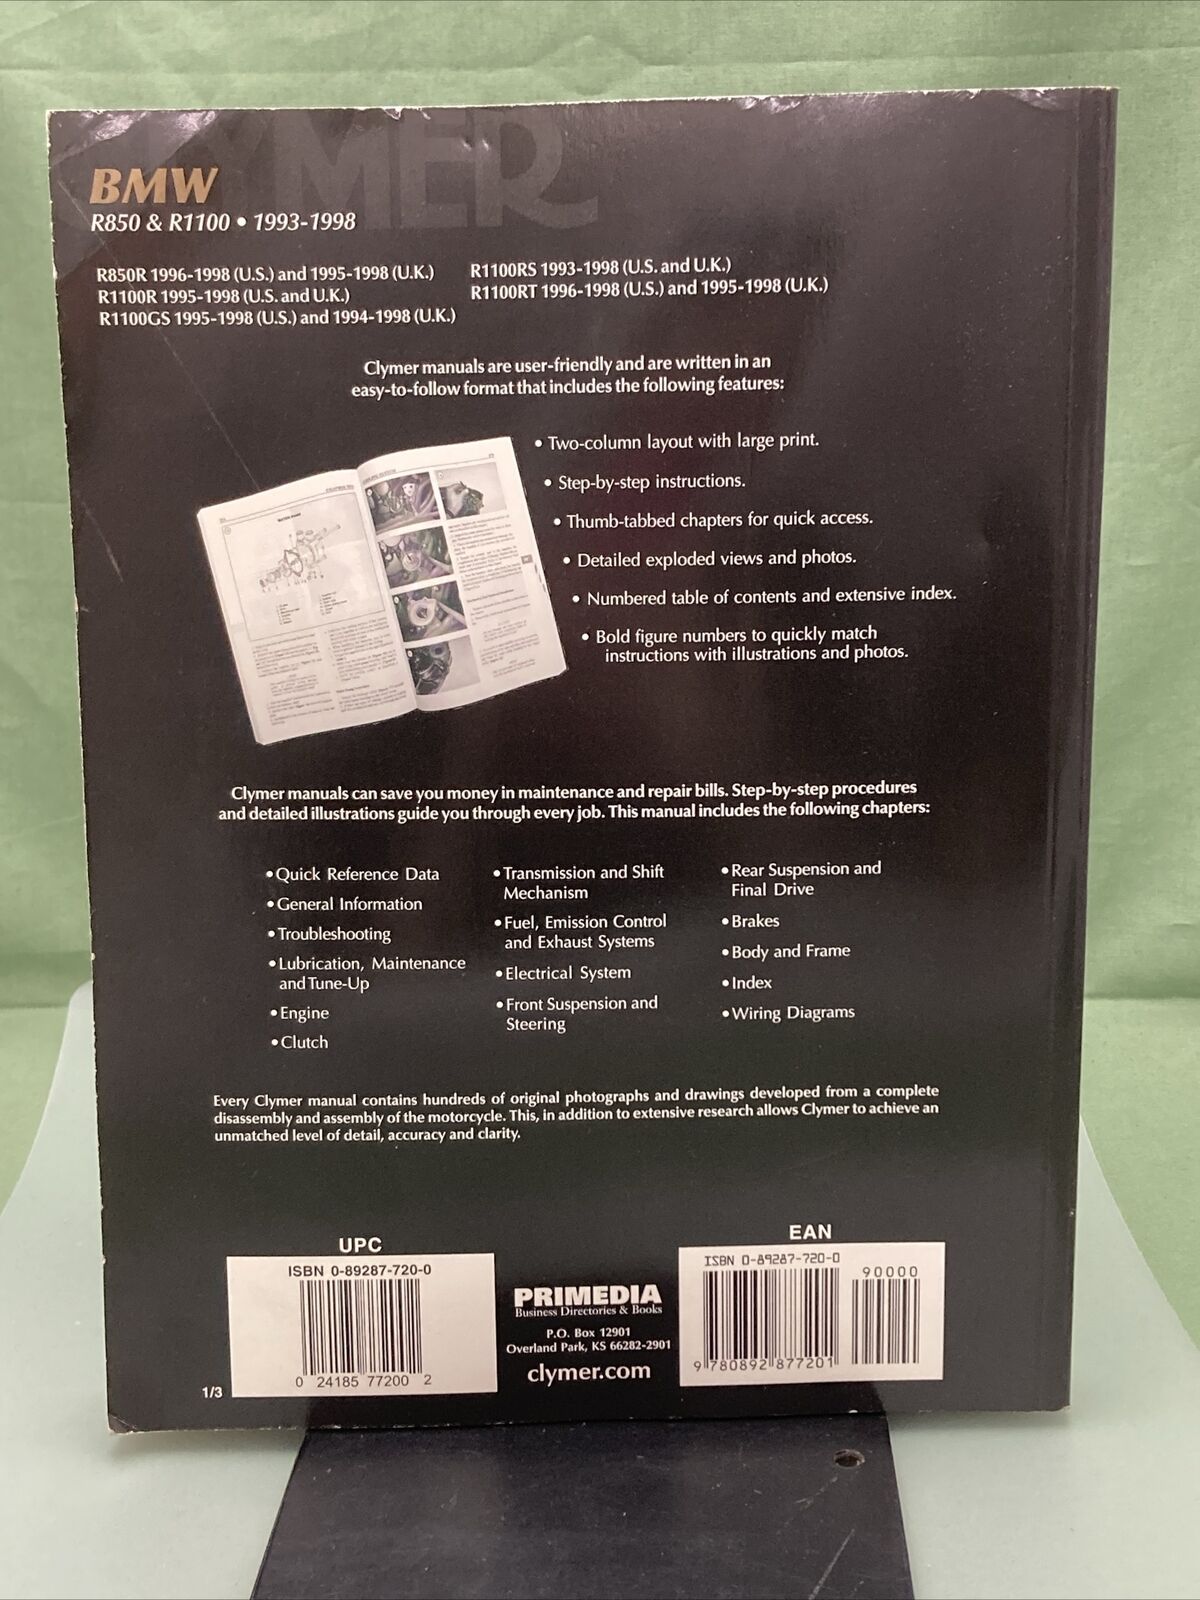 CLYMER
BMW
R850 & R1100 • 1993-1998
R850R 1996-1998 (U.S.) and 1995-1998 (U.K.)
R1100R 1995-1998 (U.S. and U.K.)
R1100GS 1995-1998 (U.S.) and 1994-1998 (U.K.)
R1100RS 1993-1998 (U.S. and U.K.)
R1100RT 1996-1998 (U.S.) and 1995-1998 (U.K.)
Clymer manuals are user-friendly and are written in an
easy-to-follow format that includes the following features:
• Two-column layout with large print.
• Step-by-step instructions.
• Thumb-tabbed chapters for quick access.
• Detailed exploded views and photos.
• Numbered table of contents and extensive index.
• Bold figure numbers to quickly match
instructions with illustrations and photos.
Clymer manuals can save you money in maintenance and repair bills. Step-by-step procedures
and detailed illustrations guide you through every job. This manual includes the following chapters:
• Quick Reference Data
• General Information
• Troubleshooting
• Lubrication, Maintenance
and Tune-Up
• Engine
• Clutch
• Transmission and Shift
Mechanism
• Fuel, Emission Control
and Exhaust Systems
• Electrical System
• Front Suspension and
Steering
• Rear Suspension and
Final Drive
• Brakes
• Body and Frame
• Index
• Wiring Diagrams
Every Clymer manual contains hundreds of original photographs and drawings developed from a complete
disassembly and assembly of the motorcycle. This, in addition to extensive research allows Clymer to achieve an
unmatched level of detail, accuracy and clarity.
UPC
ISBN 0-89287-720-0
0 24185 77200 2
1/3
PRIMEDIA
Business Directories & Books
P.O. Box 12901
Overland Park, KS 66282-2901
clymer.com
EAN
ISBN 0-89287-720-0
90000
9 780892 877201